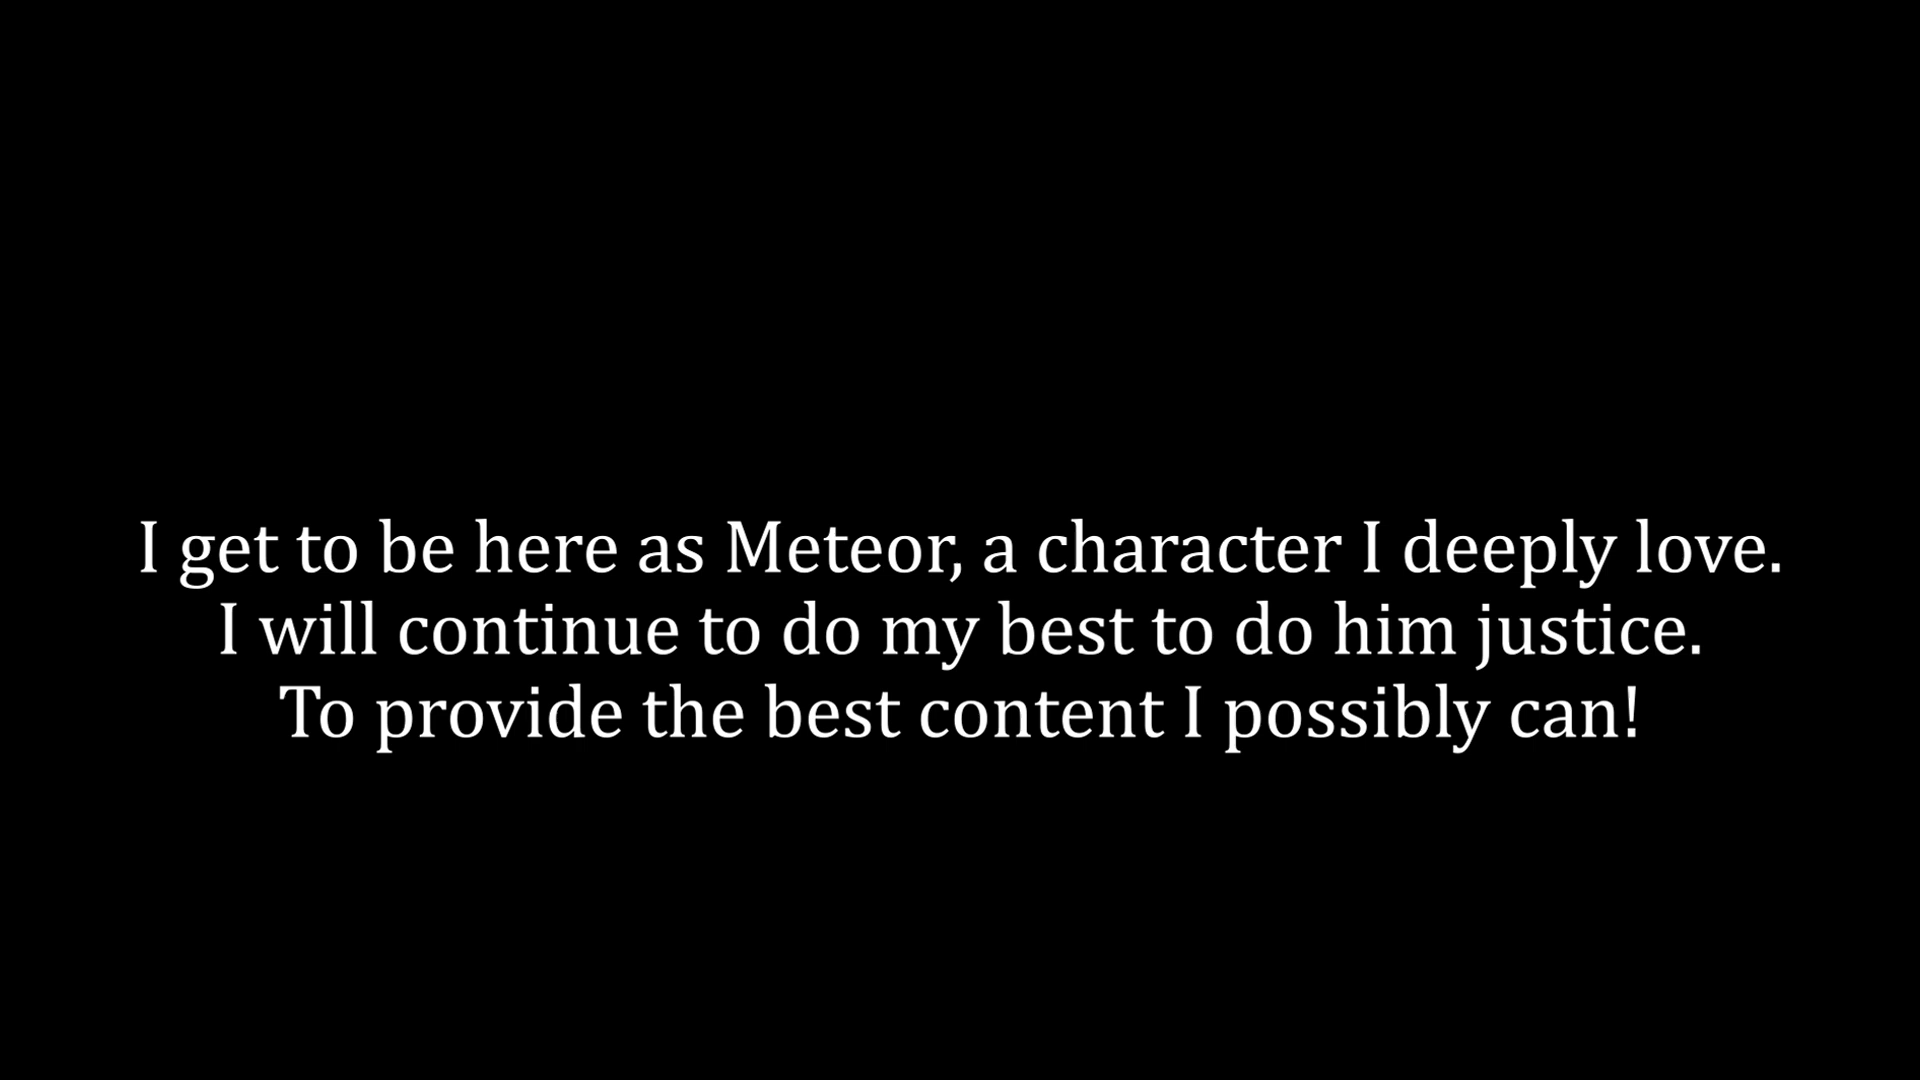 I get to be here as Meteor, a character I deeply love.
I will continue to do my best to do him justice.
To provide the best content I possibly can!